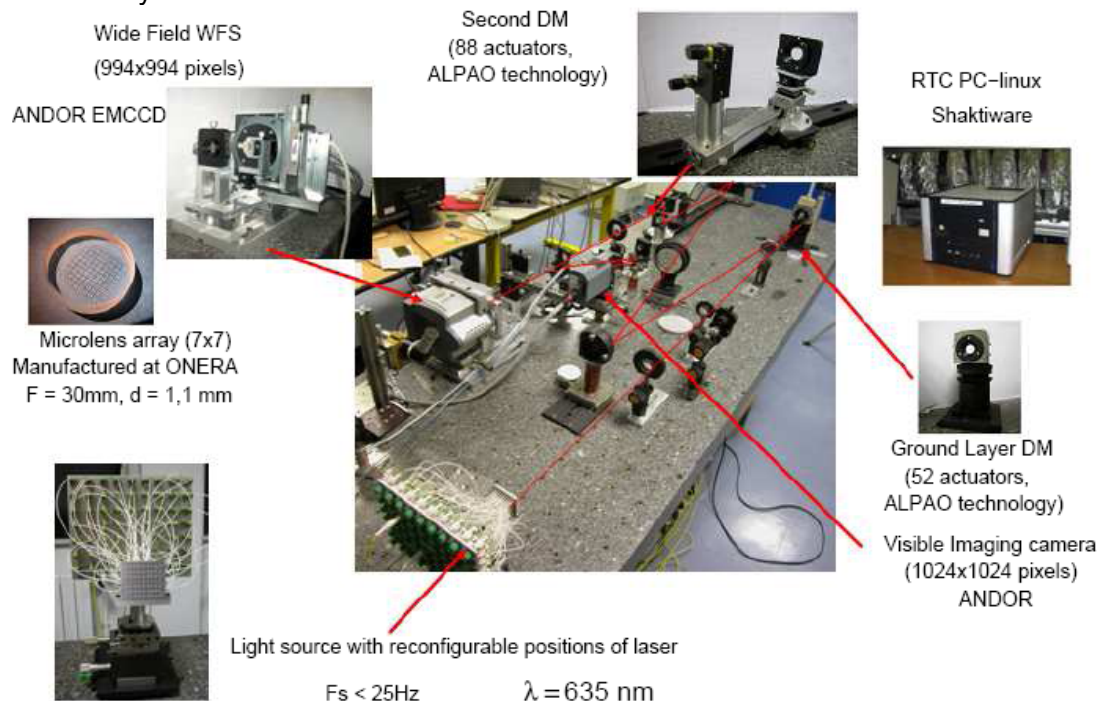 Wide Field WFS
(994x994 pixels)
ANDOR EMCCD
Second DM
(88 actuators,
ALPAO technology)
RTC PC-linux
Shaktiware
Microlens array (7x7)
Manufactured at ONERA
F = 30mm, d = 1,1 mm
Ground Layer DM
(52 actuators,
ALPAO technology)
Visible Imaging camera
(1024x1024 pixels)
ANDOR
Light source with reconfigurable positions of laser
Fs < 25Hz
λ = 635 nm